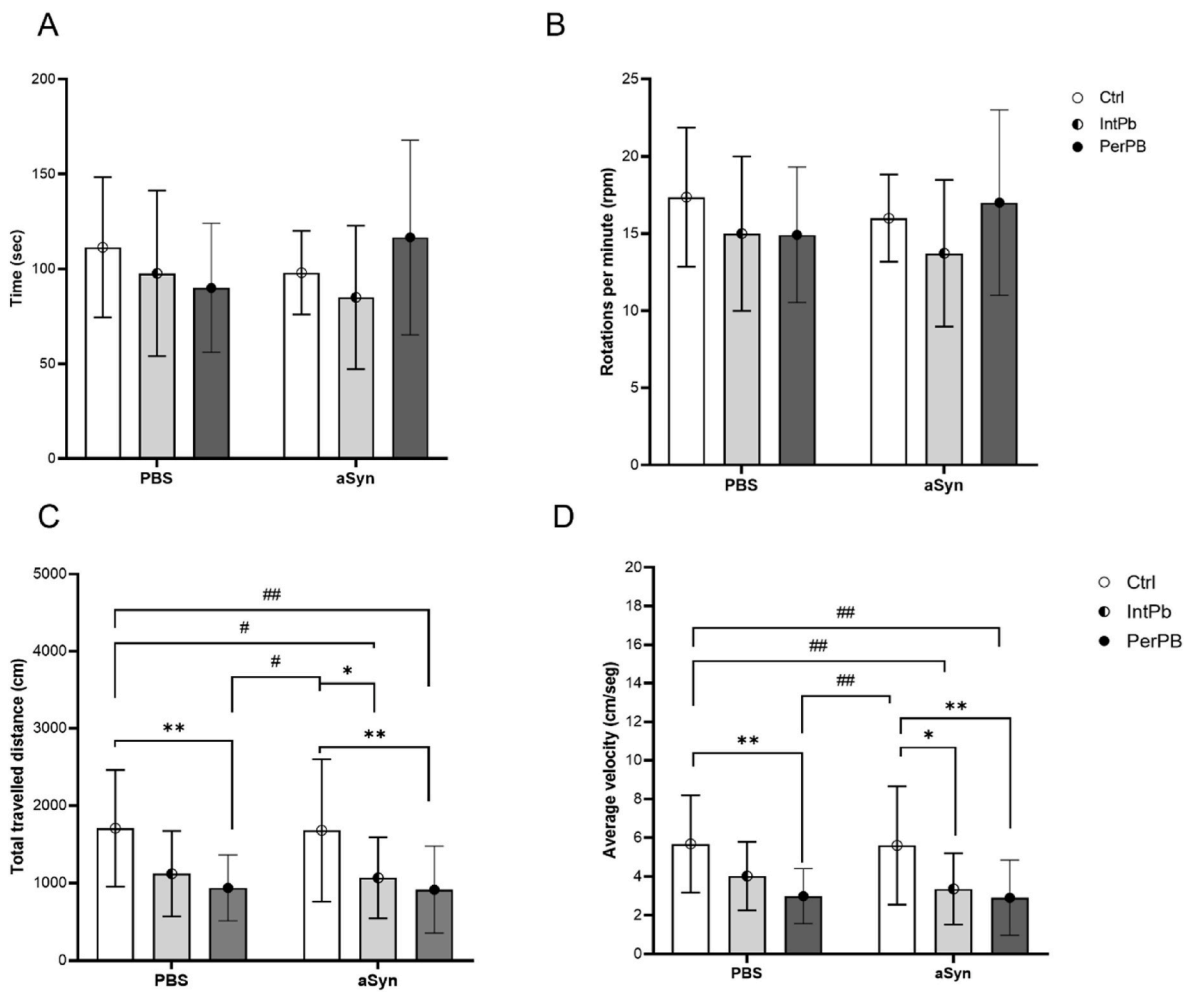 A
B
200
150
100
50
0
Time (sec)
PBS
aSyn
25
20
15
10
5
0
Rotations per minute (rpm)
PBS
aSyn
Ctrl
IntPb
PerPB
C
D
5000
4000
3000
2000
1000
0
Total travelled distance (cm)
##
#
#
*
**
**
PBS
aSyn
20
18
16
14
12
10
8
6
4
2
0
Average velocity (cm/seg)
##
##
##
**
**
*
PBS
aSyn
Ctrl
IntPb
PerPB